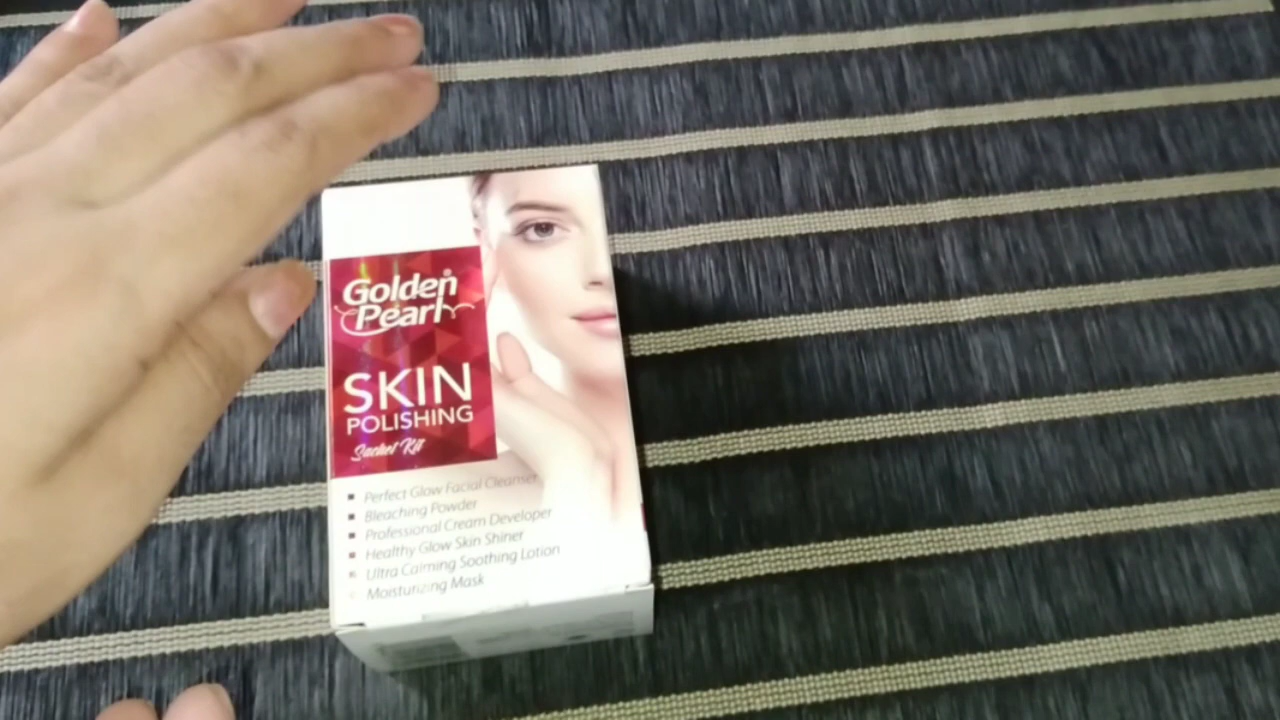 Golden®
Pearl
SKIN
POLISHING
Sachet Kit
Perfect Glow Facial Cleanser
Bleaching Powder
Professional Cream Developer
Healthy Glow Skin Shiner
Ultra Calming Soothing Lotion
Moisturizing Mask